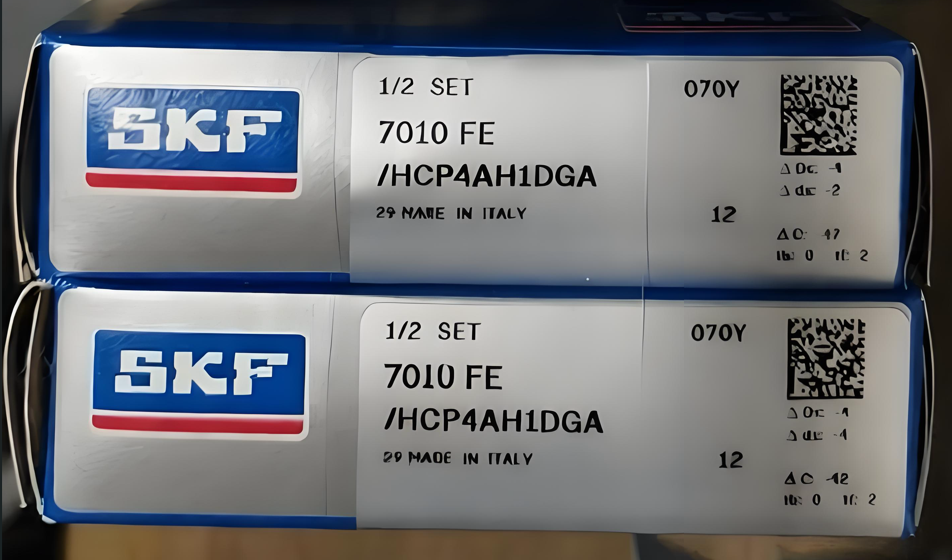 SKF
1/2 SET
7010 FE
/HCP4AH1DGA
29 MADE IN ITALY
070Y
12
SKF
1/2 SET
7010 FE
/HCP4AH1DGA
29 MADE IN ITALY
070Y
12